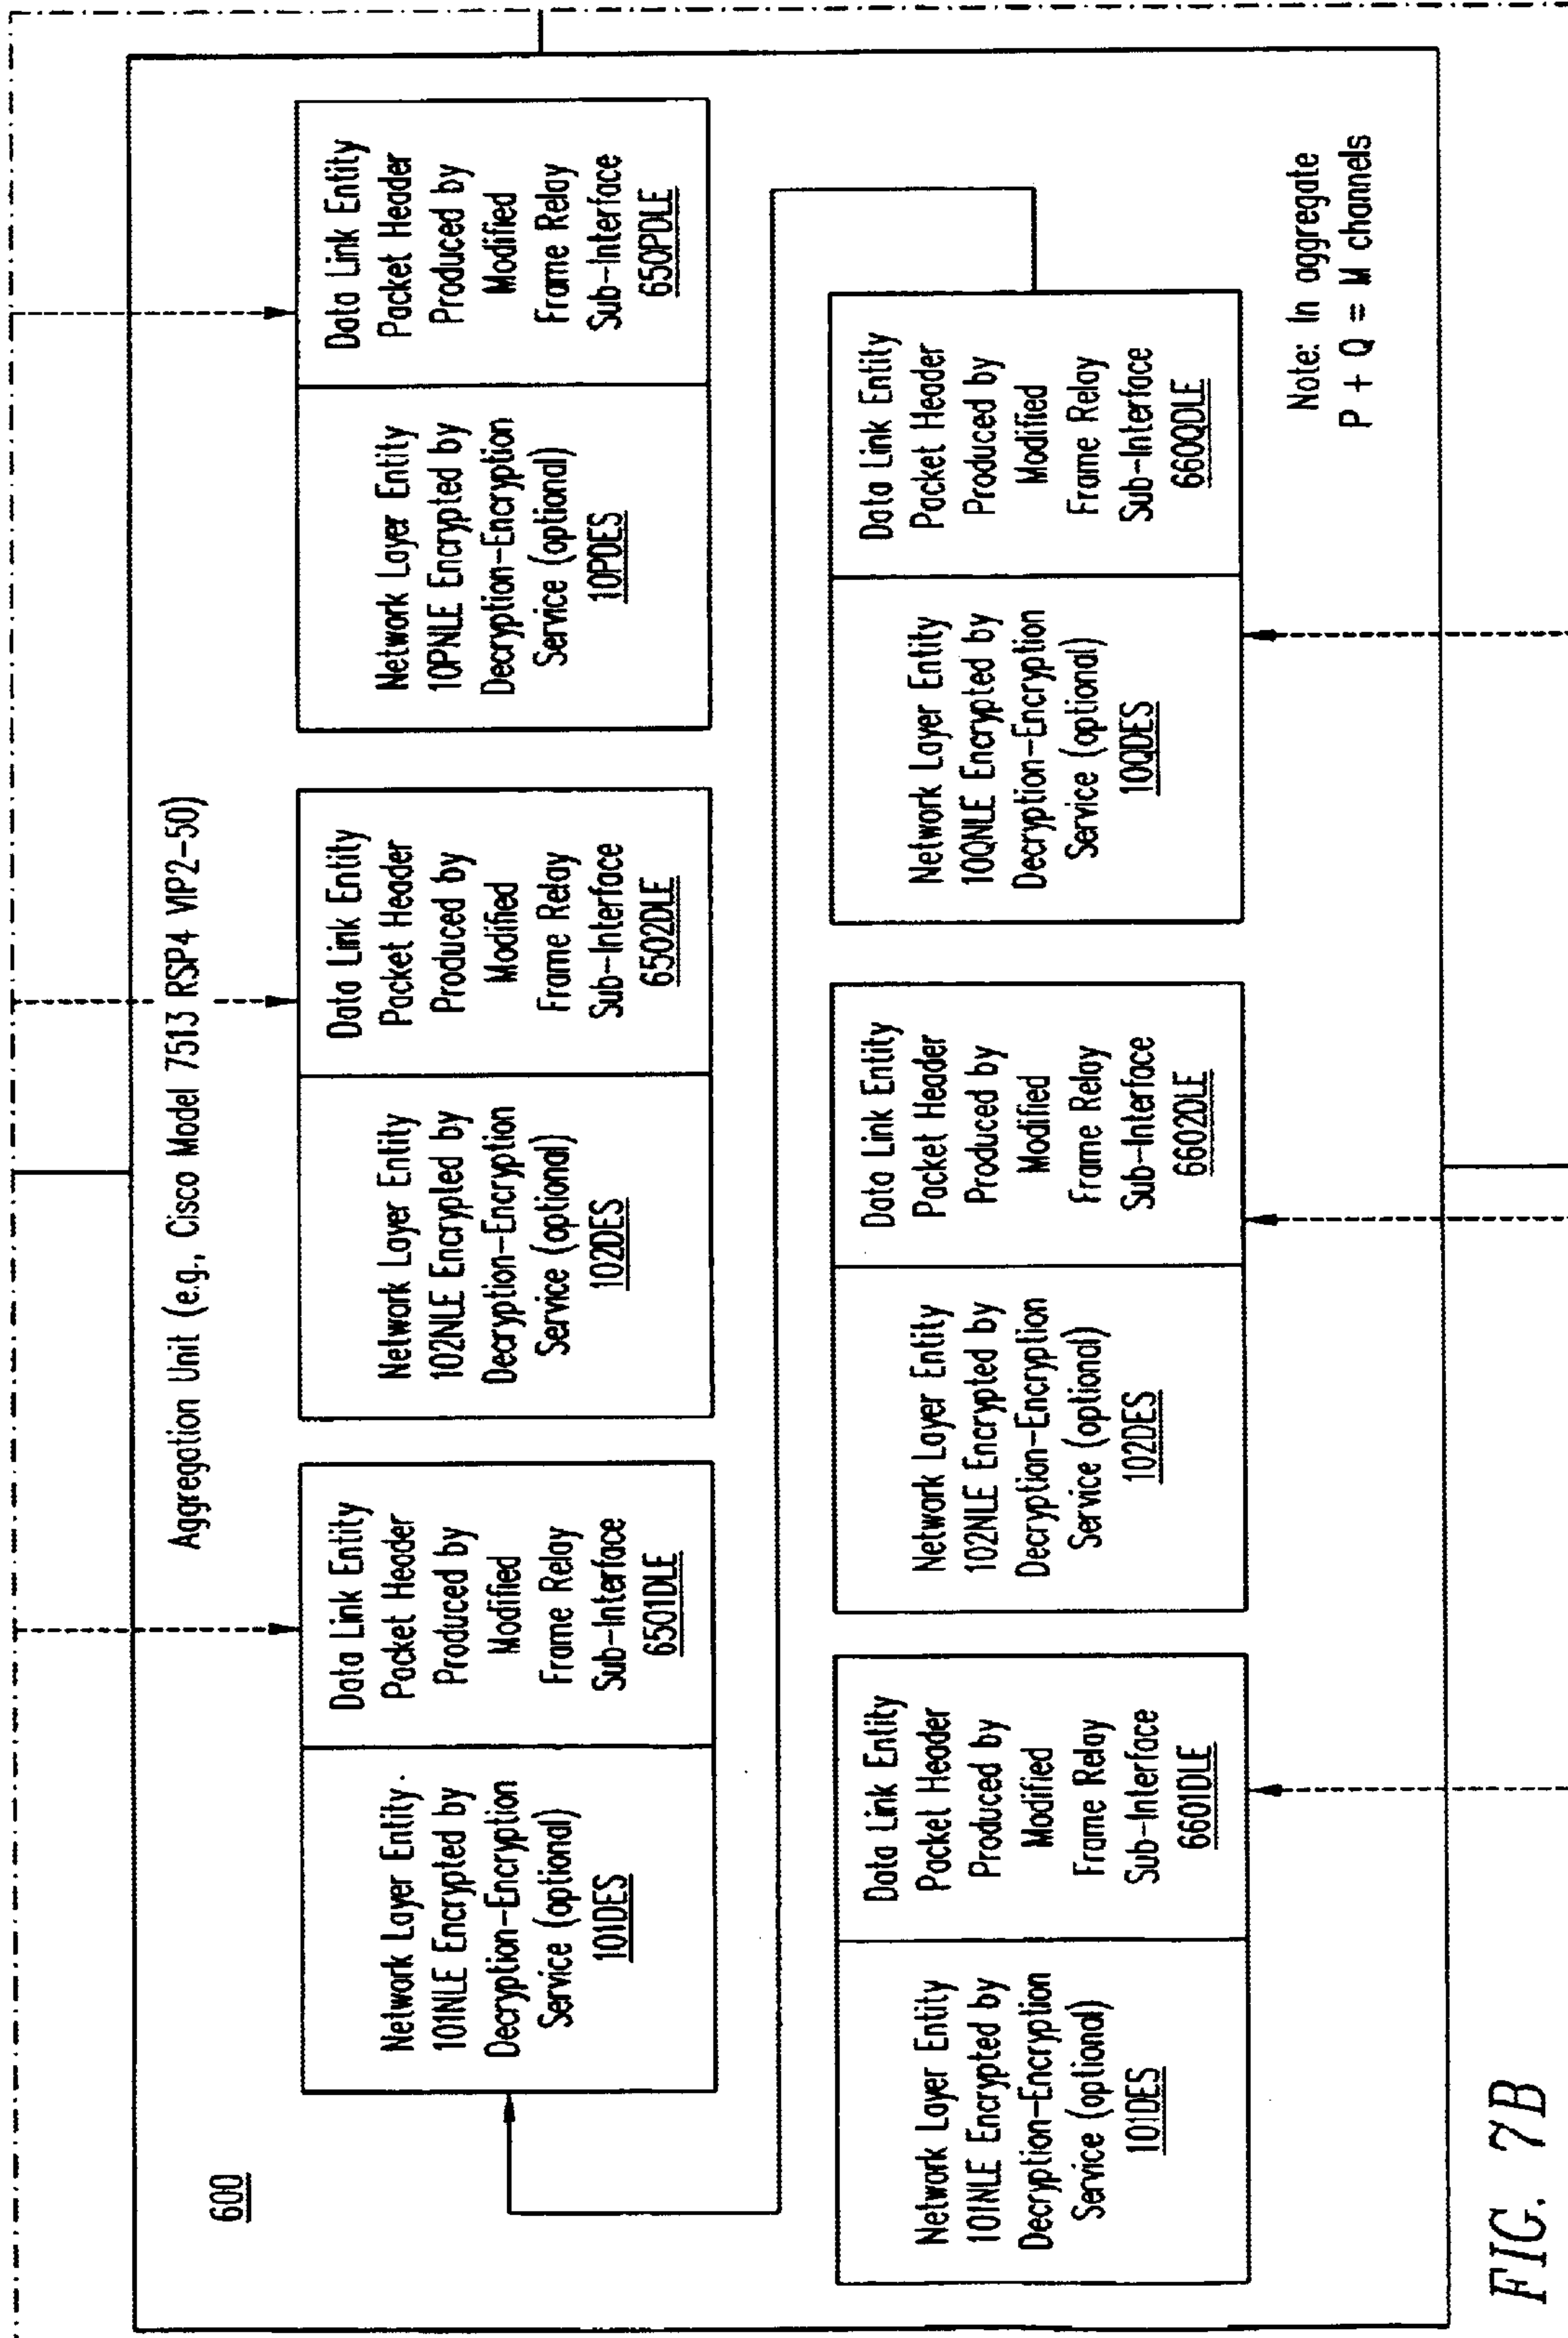 600
Aggregation Unit (e.g., Cisco Model 7513 RSP4 VIP2-50)
Network Layer Entity
101NLE Encrypted by
Decryption-Encryption
Service (optional)
101DES
Data Link Entity
Packet Header
Produced by
Modified
Frame Relay
Sub-Interface
6501DLE
Network Layer Entity
102NLE Encrypted by
Decryption-Encryption
Service (optional)
102DES
Data Link Entity
Packet Header
Produced by
Modified
Frame Relay
Sub-Interface
6502DLE
Network Layer Entity
10PNLE Encrypted by
Decryption-Encryption
Service (optional)
10PDES
Data Link Entity
Packet Header
Produced by
Modified
Frame Relay
Sub-Interface
650PDLE
Network Layer Entity
101NLE Encrypted by
Decryption-Encryption
Service (optional)
101DES
Data Link Entity
Packet Header
Produced by
Modified
Frame Relay
Sub-Interface
6601DLE
Network Layer Entity
102NLE Encrypted by
Decryption-Encryption
Service (optional)
102DES
Data Link Entity
Packet Header
Produced by
Modified
Frame Relay
Sub-Interface
6602DLE
Network Layer Entity
10QNLE Encrypted by
Decryption-Encryption
Service (optional)
10QDES
Data Link Entity
Packet Header
Produced by
Modified
Frame Relay
Sub-Interface
660QDLE
Note: In aggregate
P + Q = M channels
FIG. 7B